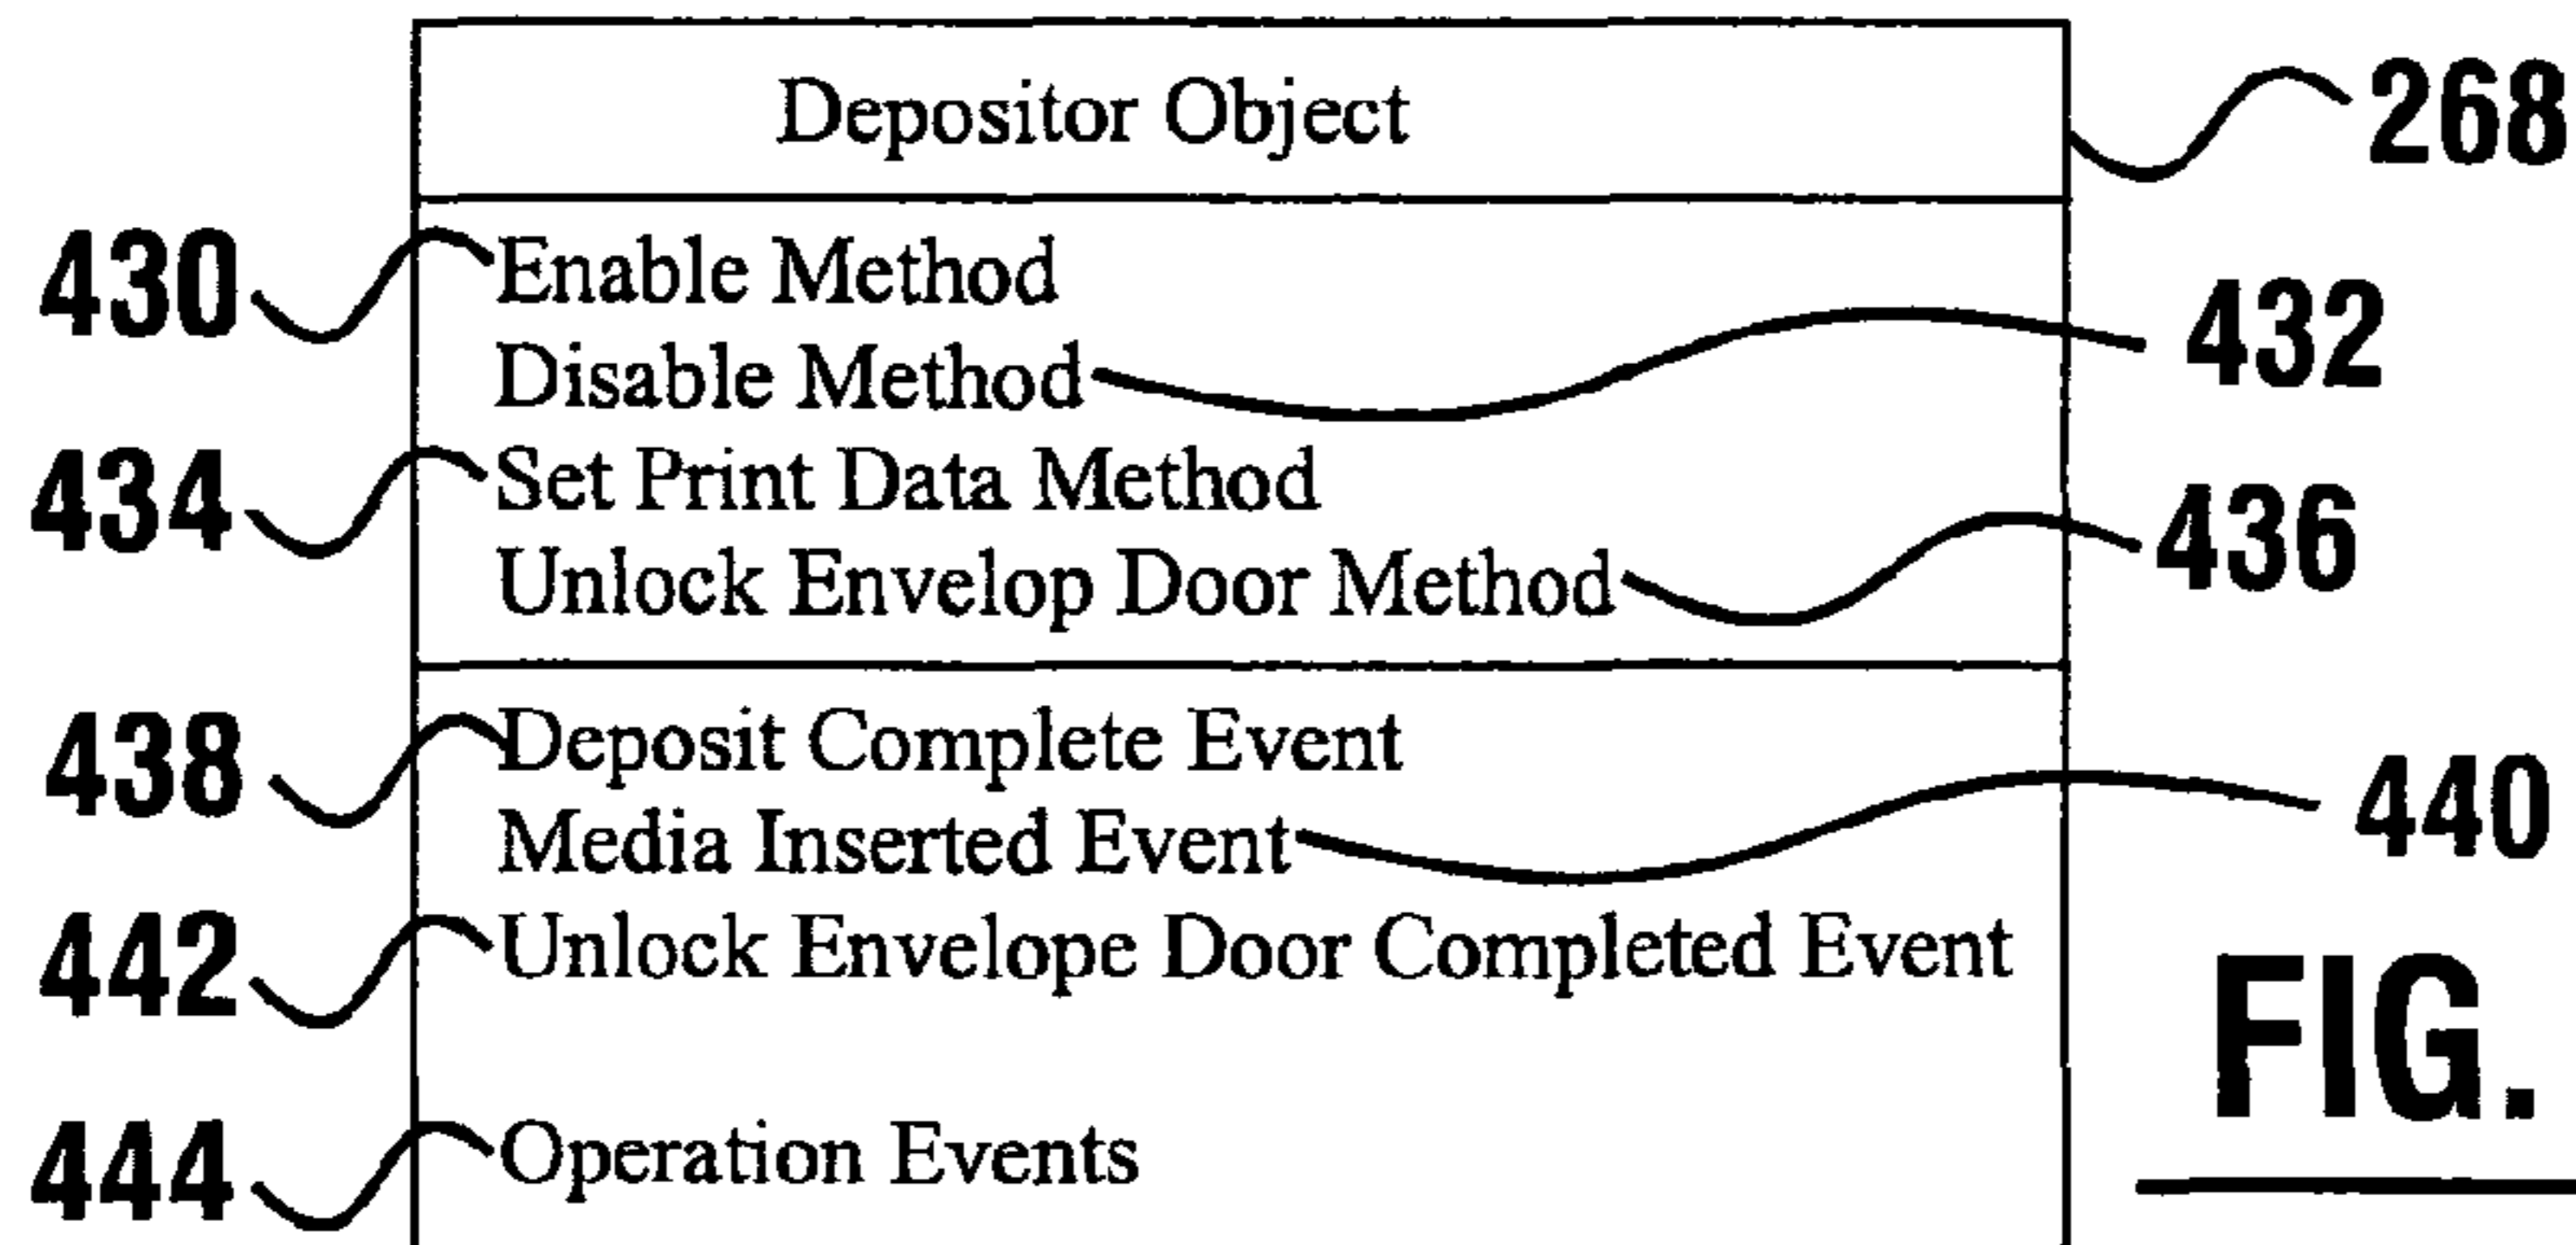 Depositor Object 268
430 Enable Method
Disable Method 432
434 Set Print Data Method
Unlock Envelop Door Method 436
438 Deposit Complete Event
Media Inserted Event 440
442 Unlock Envelope Door Completed Event
FIG.
444 Operation Events